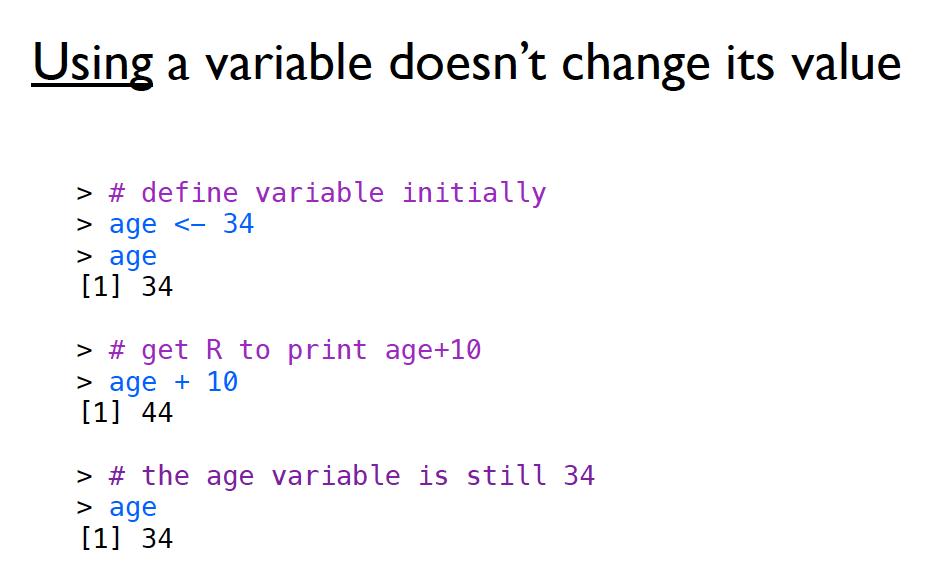 Using a variable doesn’t change its value
> # define variable initially
> age <- 34
> age
[1] 34
> # get R to print age+10
> age + 10
[1] 44
> # the age variable is still 34
> age
[1] 34